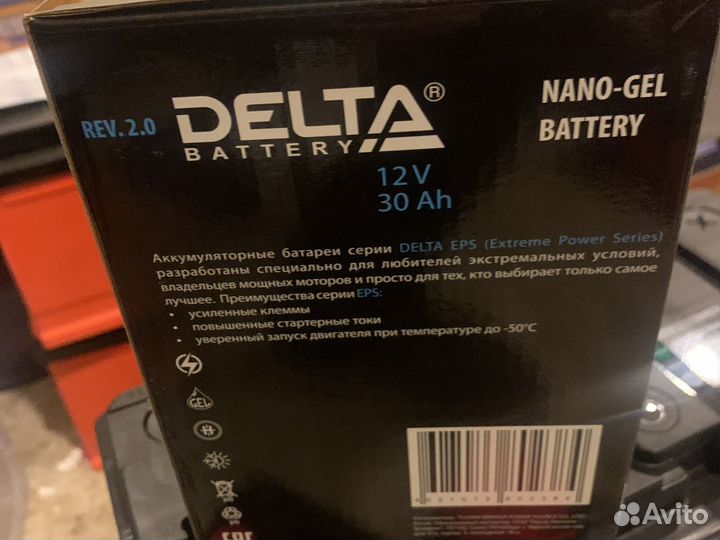 REV. 2.0
DELTA®
BATTERY
NANO-GEL
BATTERY
12 V
30 Ah
Аккумуляторные батареи серии DELTA EPS (Extreme Power Series)
разработаны специально для любителей экстремальных условий,
владельцев мощных моторов и просто для тех, кто выбирает только самое
лучшее. Преимущества серии EPS:
• усиленные клеммы
• повышенные стартерные токи
• уверенный запуск двигателя при температуре до -50°C
GEL
EAC
Avito